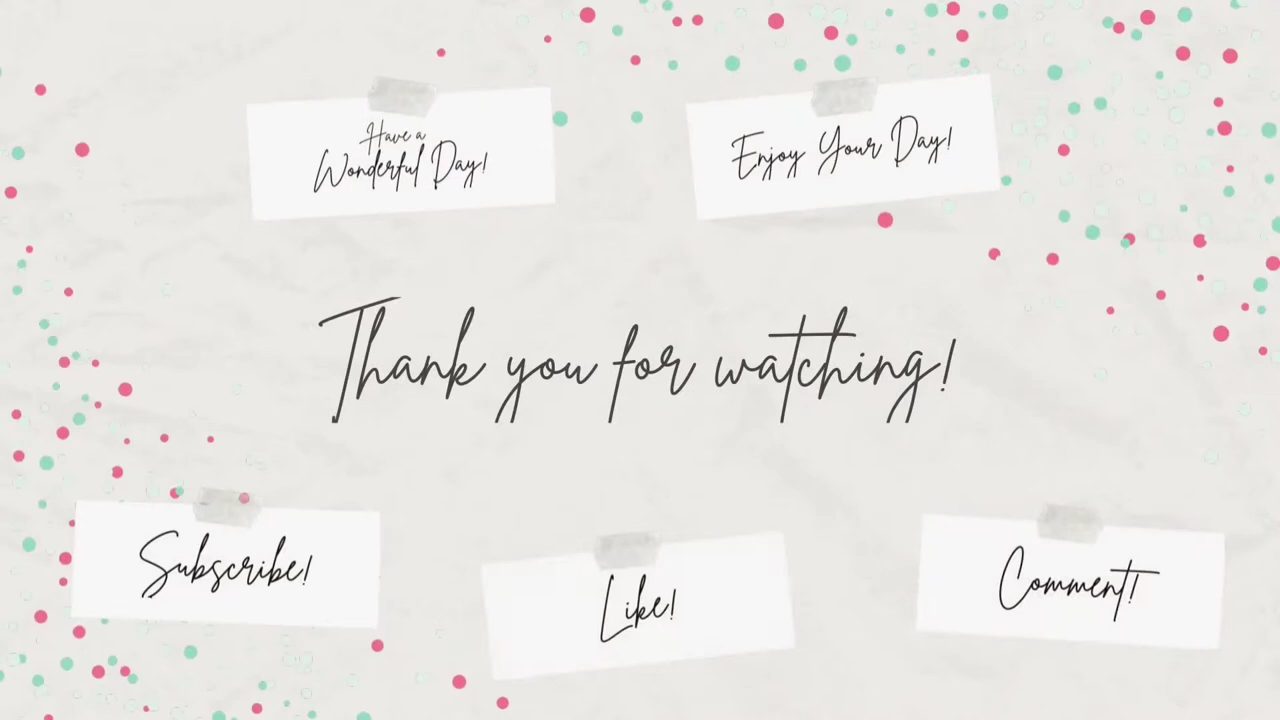 Have a
Wonderful Day!
Enjoy Your Day!
Thank you for watching!
Subscribe!
Like!
Comment!